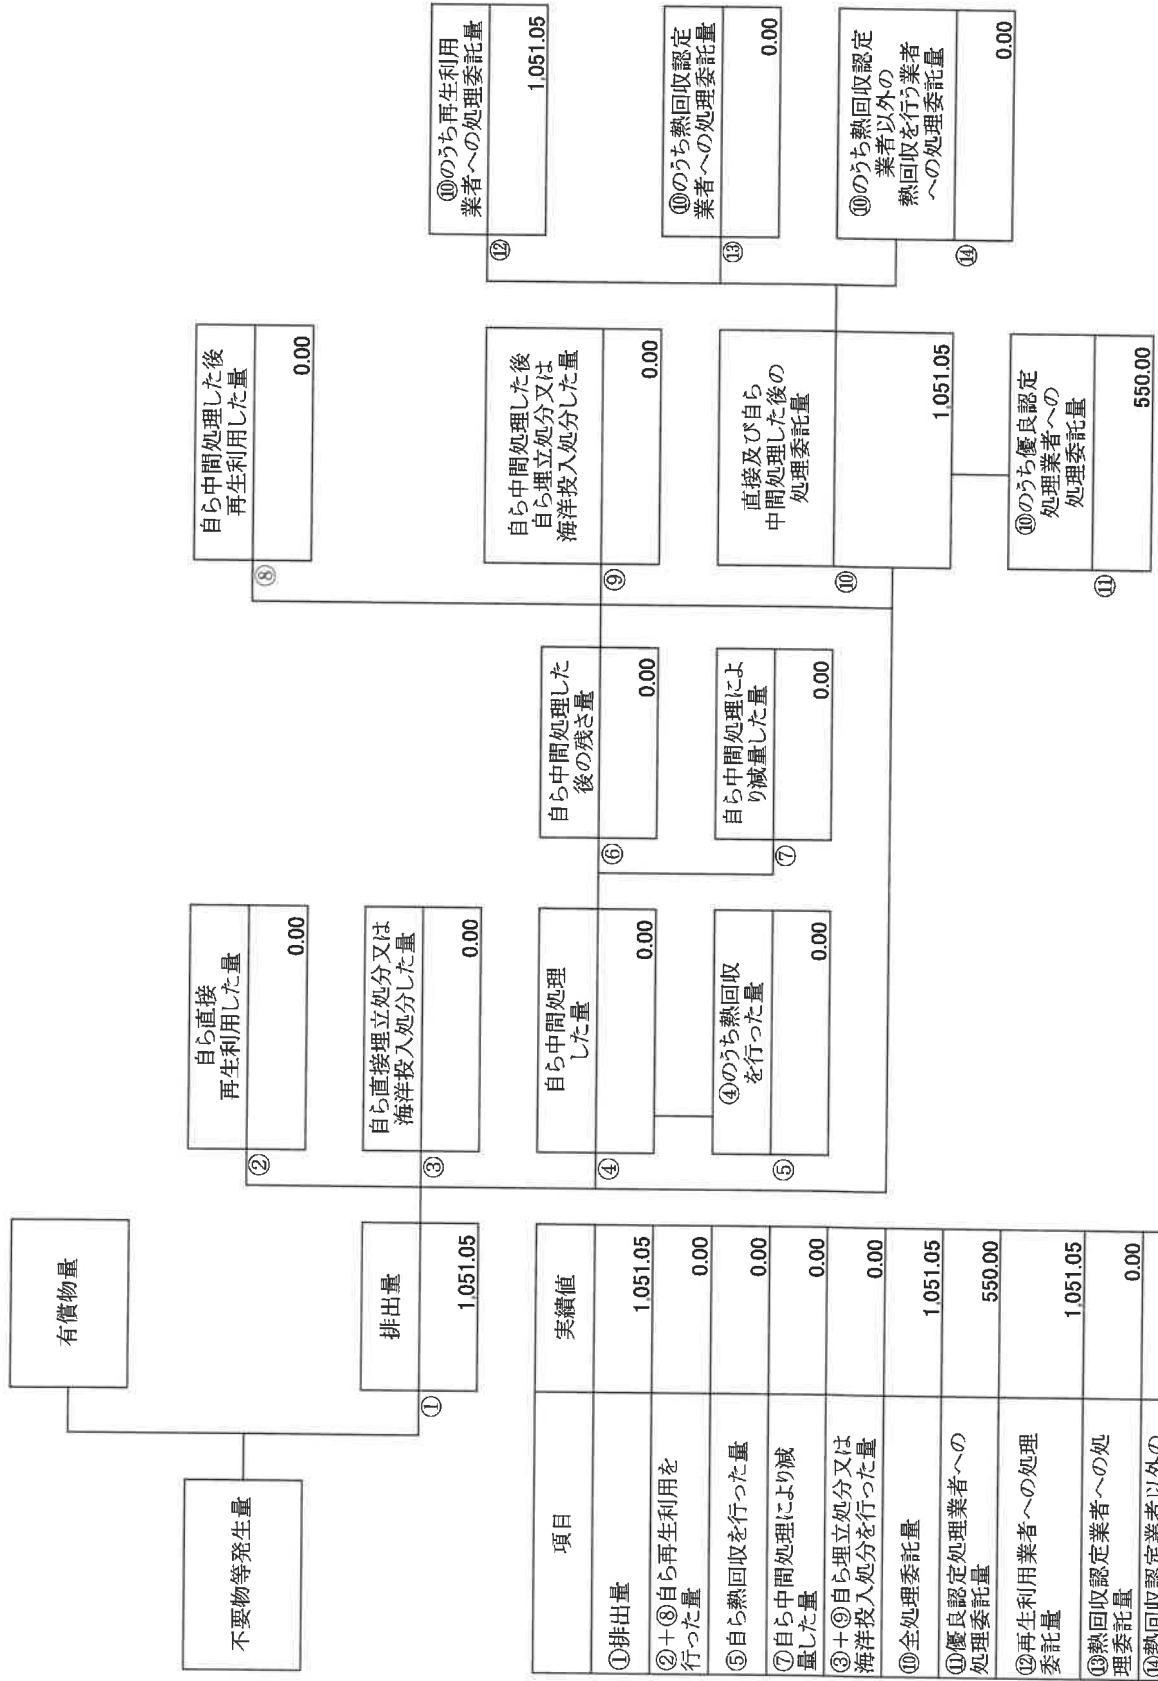 不要物等発生量
有償物量
①
排出量
1,051.05
②
自ら直接
再生利用した量
0.00
③
自ら直接埋立処分又は
海洋投入処分した量
0.00
④
自ら中間処理
した量
0.00
⑤
④のうち熱回収
を行った量
0.00
⑥
自ら中間処理した
後の残さ量
0.00
⑦
自ら中間処理によ
り減量した量
0.00
⑧
自ら中間処理した後
再生利用した量
0.00
⑨
自ら中間処理した後
自ら埋立処分又は
海洋投入処分した量
0.00
⑩
直接及び自ら
中間処理した後の
処理委託量
1,051.05
⑪
⑩のうち優良認定
処理業者への
処理委託量
550.00
⑫
⑩のうち再生利用
業者への処理委託量
1,051.05
⑬
⑩のうち熱回収認定
業者への処理委託量
0.00
⑭
⑩のうち熱回収認定
業者以外の
熱回収を行う業者
への処理委託量
0.00
項目 実績値
①排出量 1,051.05
②+⑧自ら再生利用を
行った量 0.00
⑤自ら熱回収を行った量 0.00
⑦自ら中間処理により減
量した量 0.00
③+⑨自ら埋立処分又は
海洋投入処分を行った量 0.00
⑩全処理委託量 1,051.05
⑪優良認定処理業者への
処理委託量 550.00
⑫再生利用業者への処理
委託量 1,051.05
⑬熱回収認定業者への処
理委託量 0.00
⑭熱回収認定業者以外の